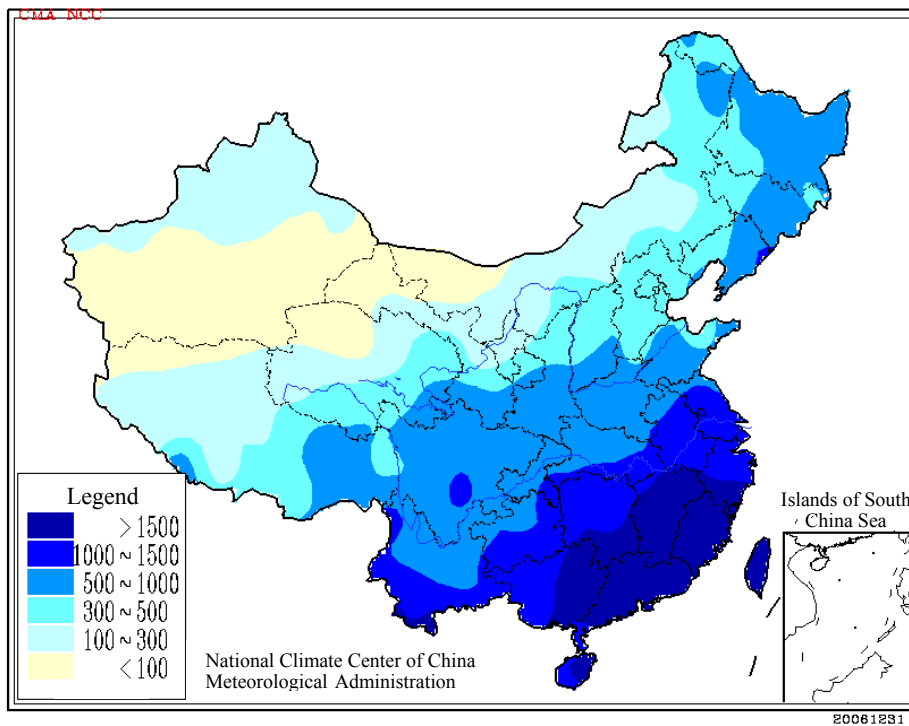 CMA NCC
Legend
>1500
1000~1500
500~1000
300~500
100~300
<100
National Climate Center of China
Meteorological Administration
Islands of South
China Sea
20061231